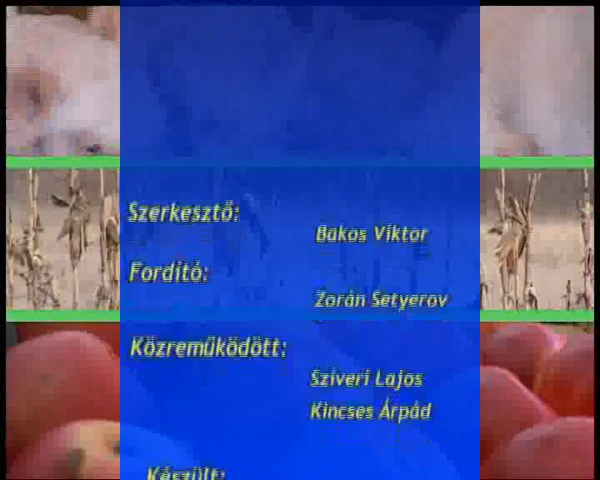 Szerkesztő:
Bakos Viktor
Fordító:
Zorán Setyerov
Közreműködött:
Sziveri Lajos
Kincses Árpád
Készült: